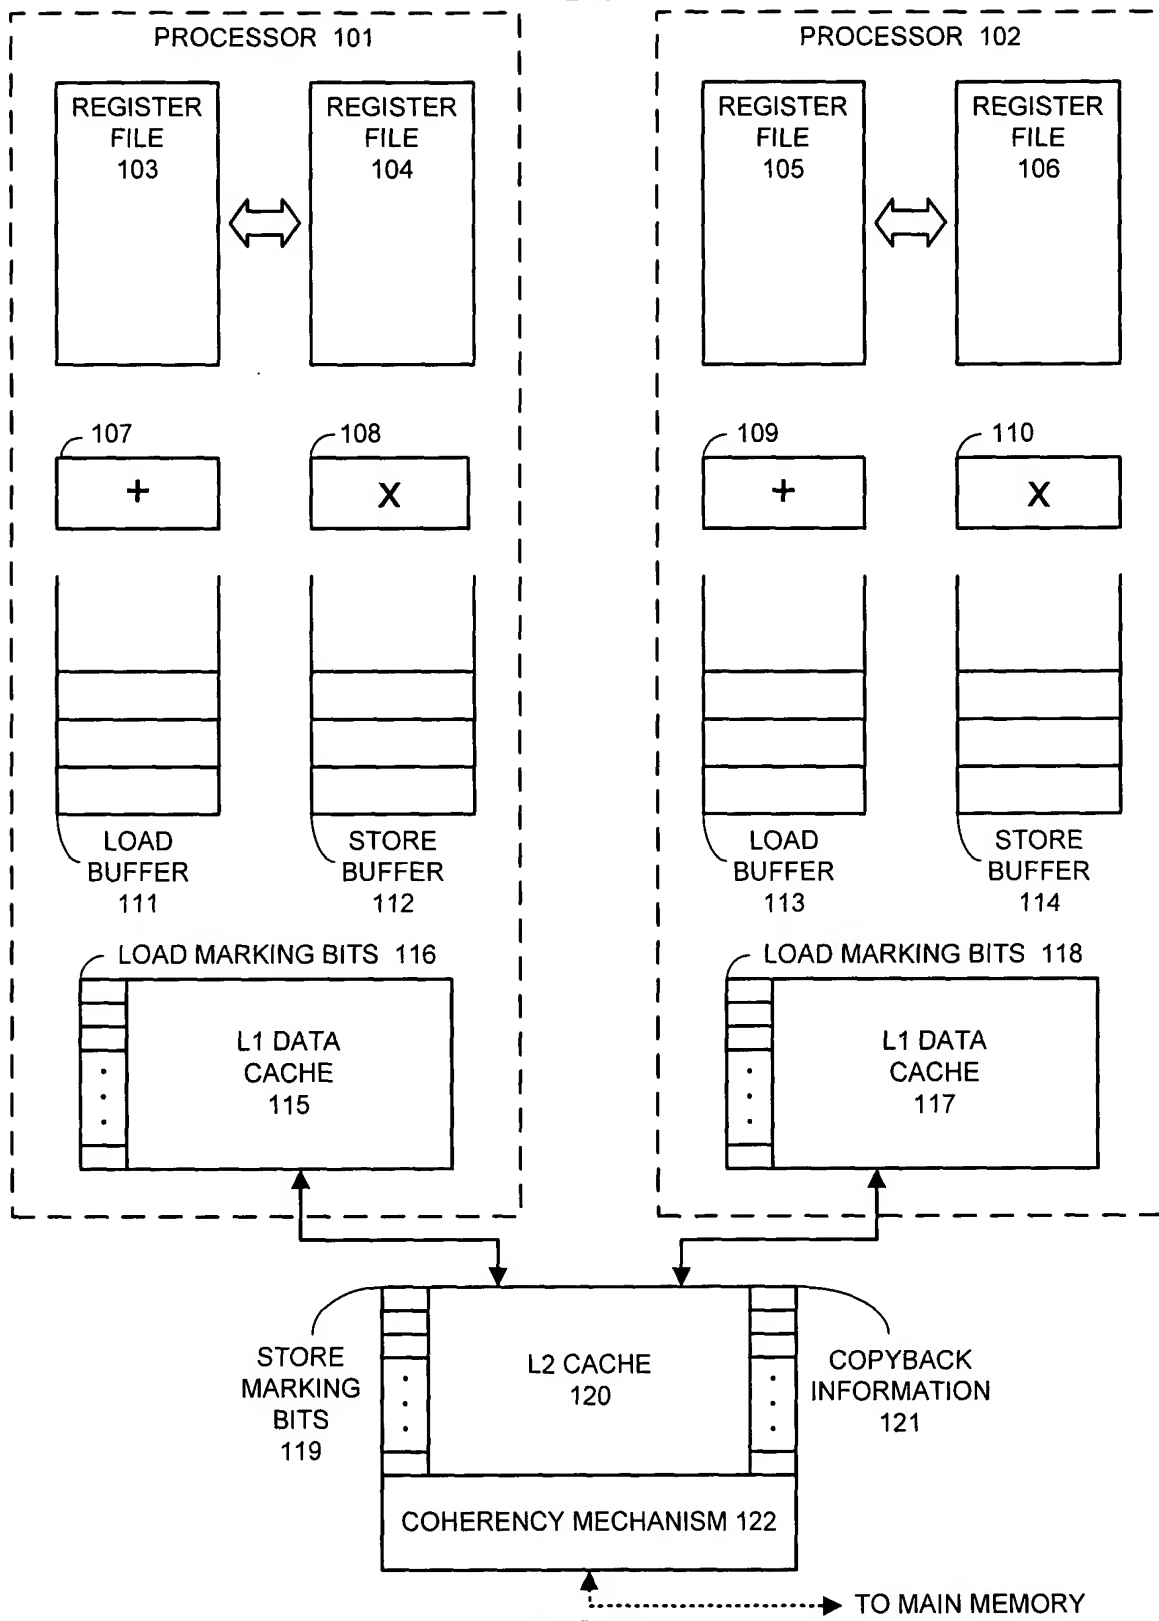 PROCESSOR 101
REGISTER
FILE
103
REGISTER
FILE
104
107
+
108
X
LOAD
BUFFER
111
STORE
BUFFER
112
LOAD MARKING BITS 116
L1 DATA
CACHE
115
PROCESSOR 102
REGISTER
FILE
105
REGISTER
FILE
106
109
+
110
X
LOAD
BUFFER
113
STORE
BUFFER
114
LOAD MARKING BITS 118
L1 DATA
CACHE
117
STORE
MARKING
BITS
119
L2 CACHE
120
COPYBACK
INFORMATION
121
COHERENCY MECHANISM 122
TO MAIN MEMORY